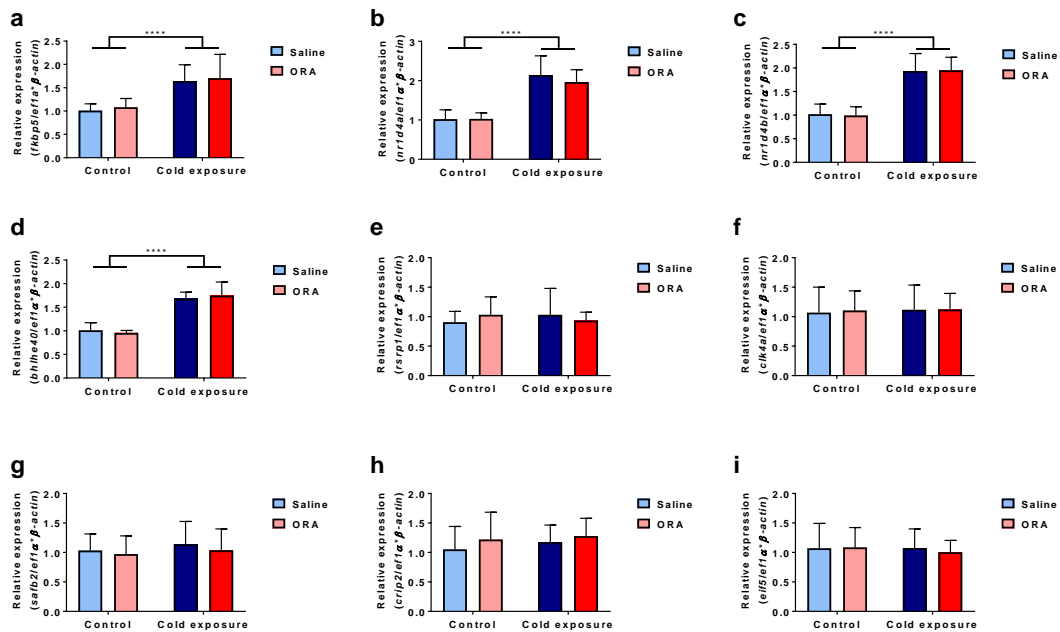 a
****
Relative expression
(fkbp5/ef1a*β-actin)
2.5
2.0
1.5
1.0
0.5
0.0
Control
Cold exposure
Saline
ORA
b
****
Relative expression
(nr1d4a/ef1α*β-actin)
3
2
1
0
Control
Cold exposure
Saline
ORA
c
****
Relative expression
(nr1d4b/ef1α*β-actin)
2.5
2.0
1.5
1.0
0.5
0.0
Control
Cold exposure
Saline
ORA
d
****
Relative expression
(bhlhe40/ef1α*β-actin)
2.5
2.0
1.5
1.0
0.5
0.0
Control
Cold exposure
Saline
ORA
e
Relative expression
(rsrp1/ef1α*β-actin)
2.0
1.5
1.0
0.5
0.0
Control
Cold exposure
Saline
ORA
f
Relative expression
(clk4a/ef1α*β-actin)
2.0
1.5
1.0
0.5
0.0
Control
Cold exposure
Saline
ORA
g
Relative expression
(safb2/ef1α*β-actin)
2.0
1.5
1.0
0.5
0.0
Control
Cold exposure
Saline
ORA
h
Relative expression
(crip2/ef1α*β-actin)
2.0
1.5
1.0
0.5
0.0
Control
Cold exposure
Saline
ORA
i
Relative expression
(eif5/ef1α*β-actin)
2.0
1.5
1.0
0.5
0.0
Control
Cold exposure
Saline
ORA